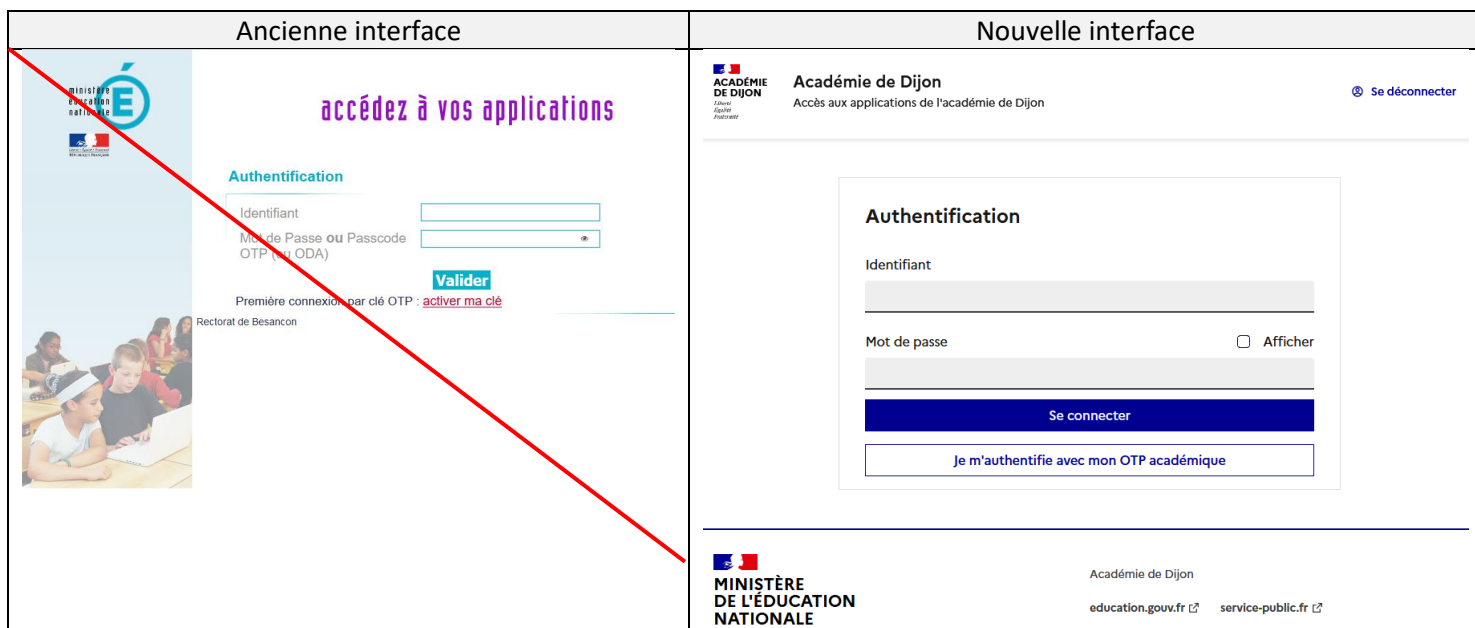 Ancienne interface
Nouvelle interface
ministère
éducation
nationale
É
accédez à vos applications
Authentification
Identifiant
Mot de Passe ou Passcode
OTP (ou ODA)
Valider
Première connexion par clé OTP : activer ma clé
Rectorat de Besancon
ACADÉMIE
DE DIJON
Liberté
Égalité
Fraternité
Académie de Dijon
Accès aux applications de l'académie de Dijon
Se déconnecter
Authentification
Identifiant
Mot de passe
Afficher
Se connecter
Je m'authentifie avec mon OTP académique
MINISTÈRE
DE L'ÉDUCATION
NATIONALE
Académie de Dijon
education.gouv.fr
service-public.fr